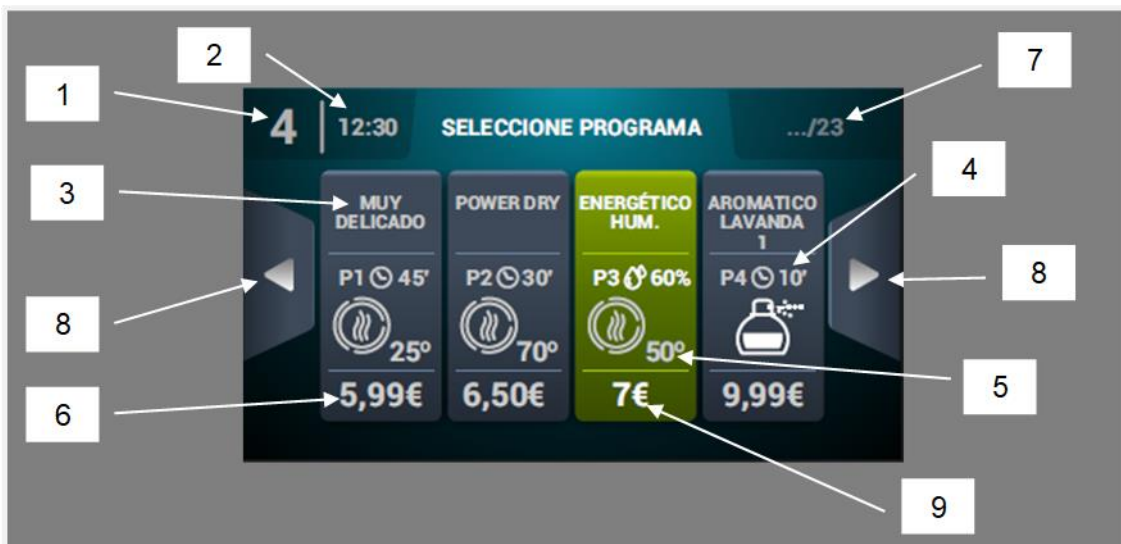 2
7
1
4 12:30 SELECCIONE PROGRAMA .../23
4
3
MUY
DELICADO
POWER DRY
ENERGÉTICO
HUM.
AROMATICO
LAVANDA
1
P1 45'
P2 30'
P3 60%
P4 10'
8
8
25º
70º
50º
5
6
5,99€
6,50€
7€
9,99€
9